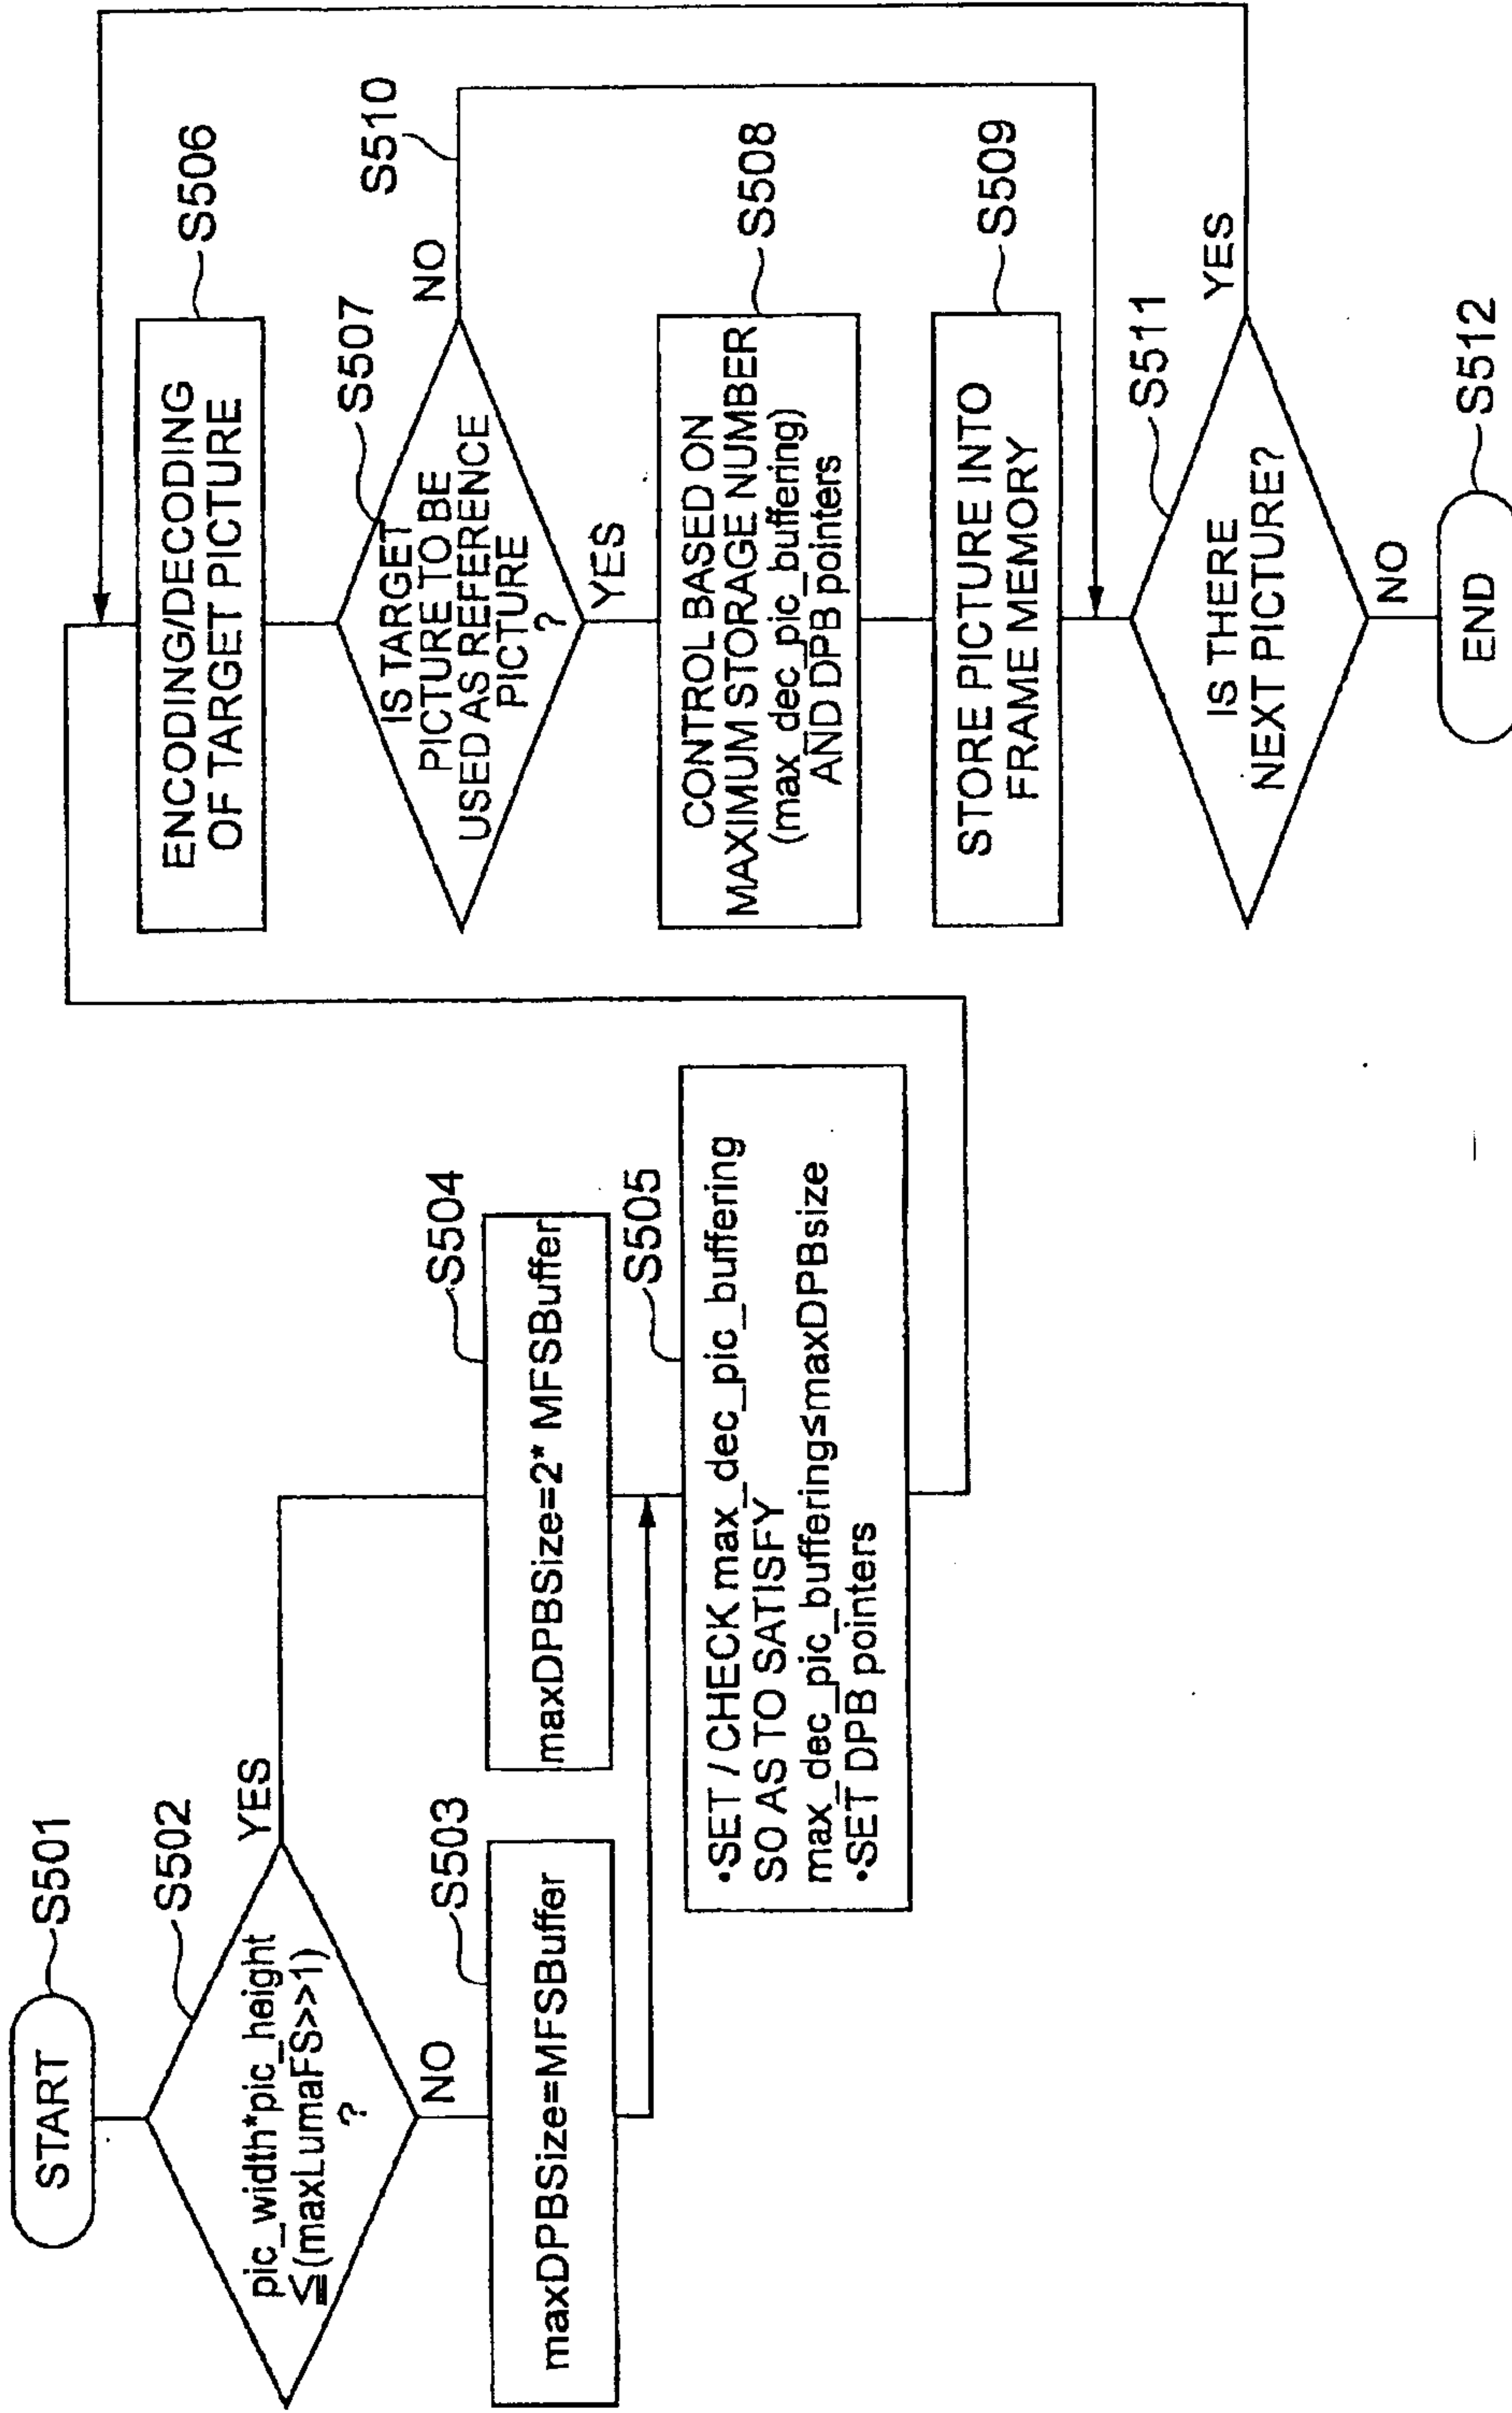 START
S501
pic_width*pic_height
≦(maxLumaFS>>1)
?
S502
YES
NO
maxDPBSize=MFSBuffer
S503
maxDPBSize=2* MFSBuffer
S504
•SET / CHECK max_dec_pic_buffering
SO AS TO SATISFY
max_dec_pic_buffering≤maxDPBsize
•SET DPB pointers
S505
ENCODING/DECODING
OF TARGET PICTURE
S506
IS TARGET
PICTURE TO BE
USED AS REFERENCE
PICTURE
?
S507
NO
S510
YES
CONTROL BASED ON
MAXIMUM STORAGE NUMBER
(max_dec_pic_buffering)
AND DPB pointers
S508
STORE PICTURE INTO
FRAME MEMORY
S509
IS THERE
NEXT PICTURE?
S511
YES
NO
END
S512